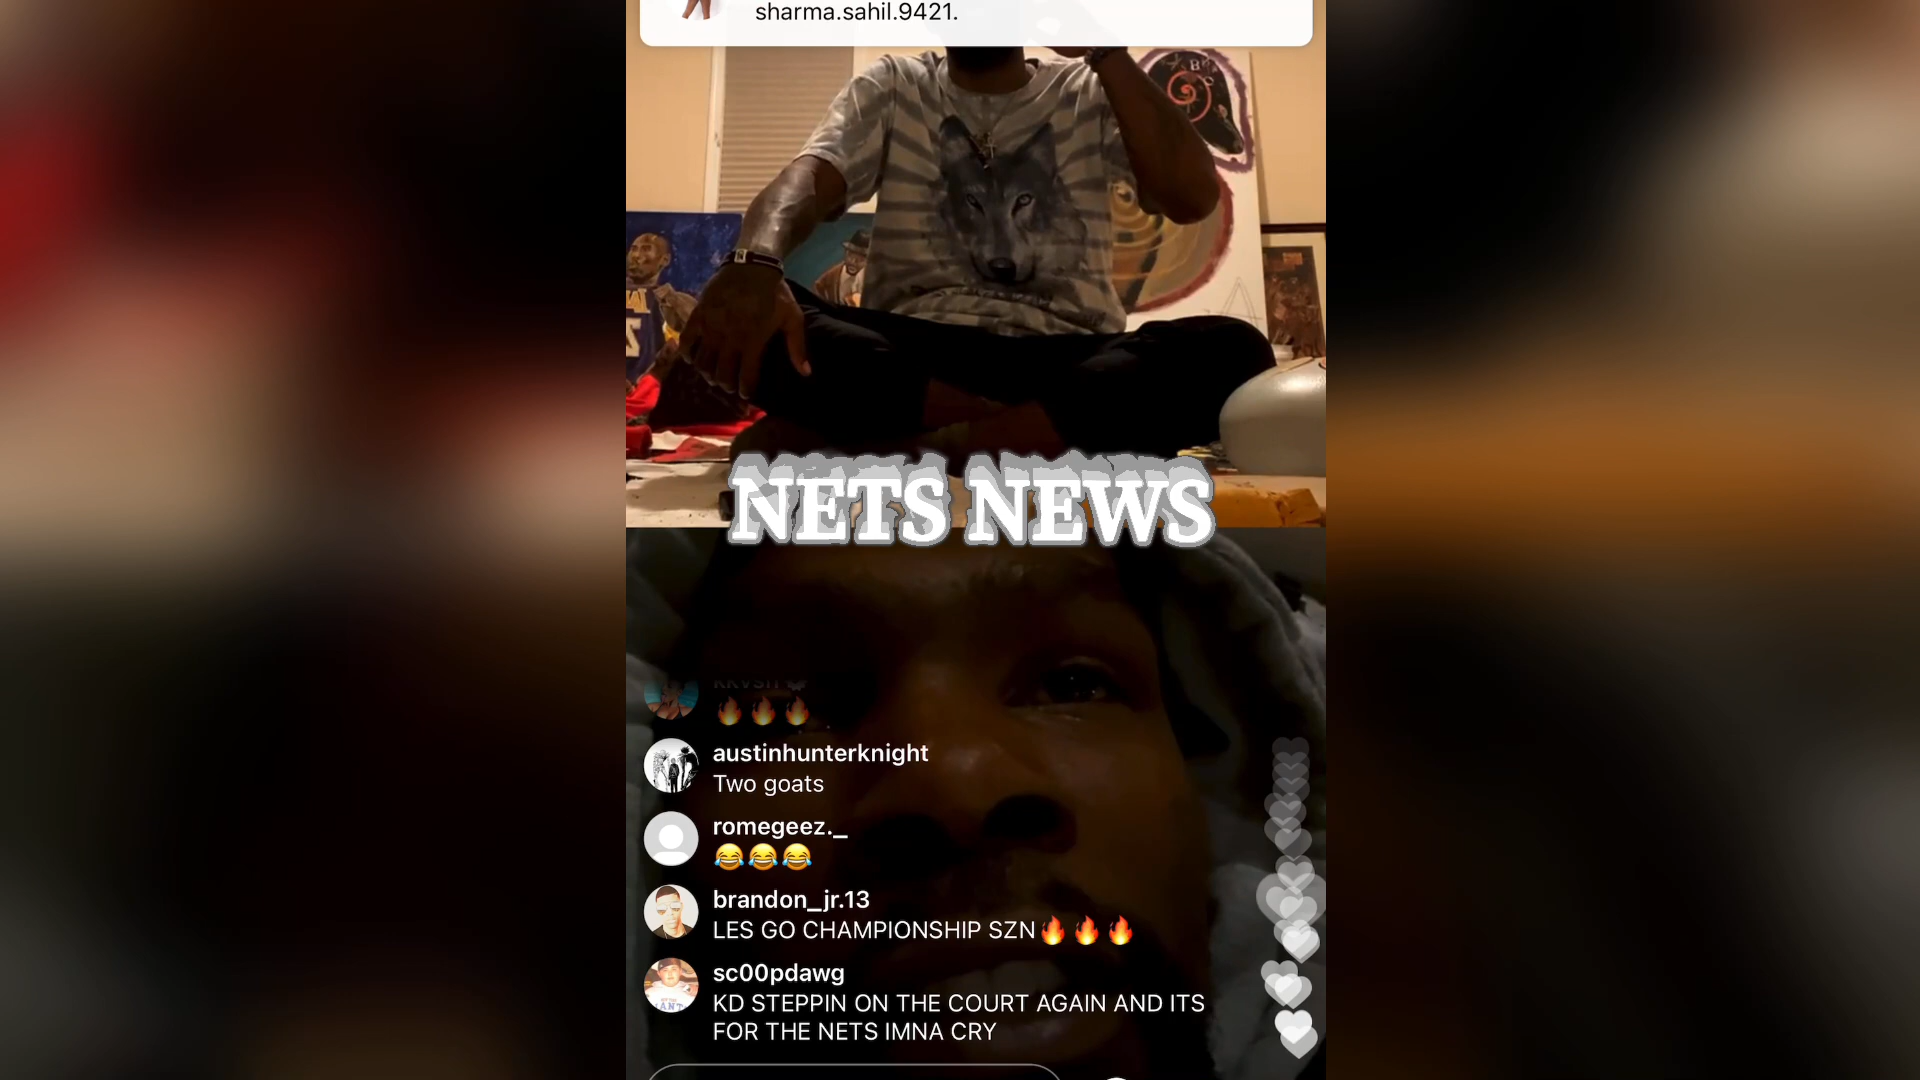 sharma.sahil.9421.
B
C
NETS NEWS
austinhunterknight
Two goats
romegeez._
😂😂😂
brandon_jr.13
LES GO CHAMPIONSHIP SZN🔥🔥🔥
sc00pdawg
KD STEPPIN ON THE COURT AGAIN AND ITS
FOR THE NETS IMNA CRY